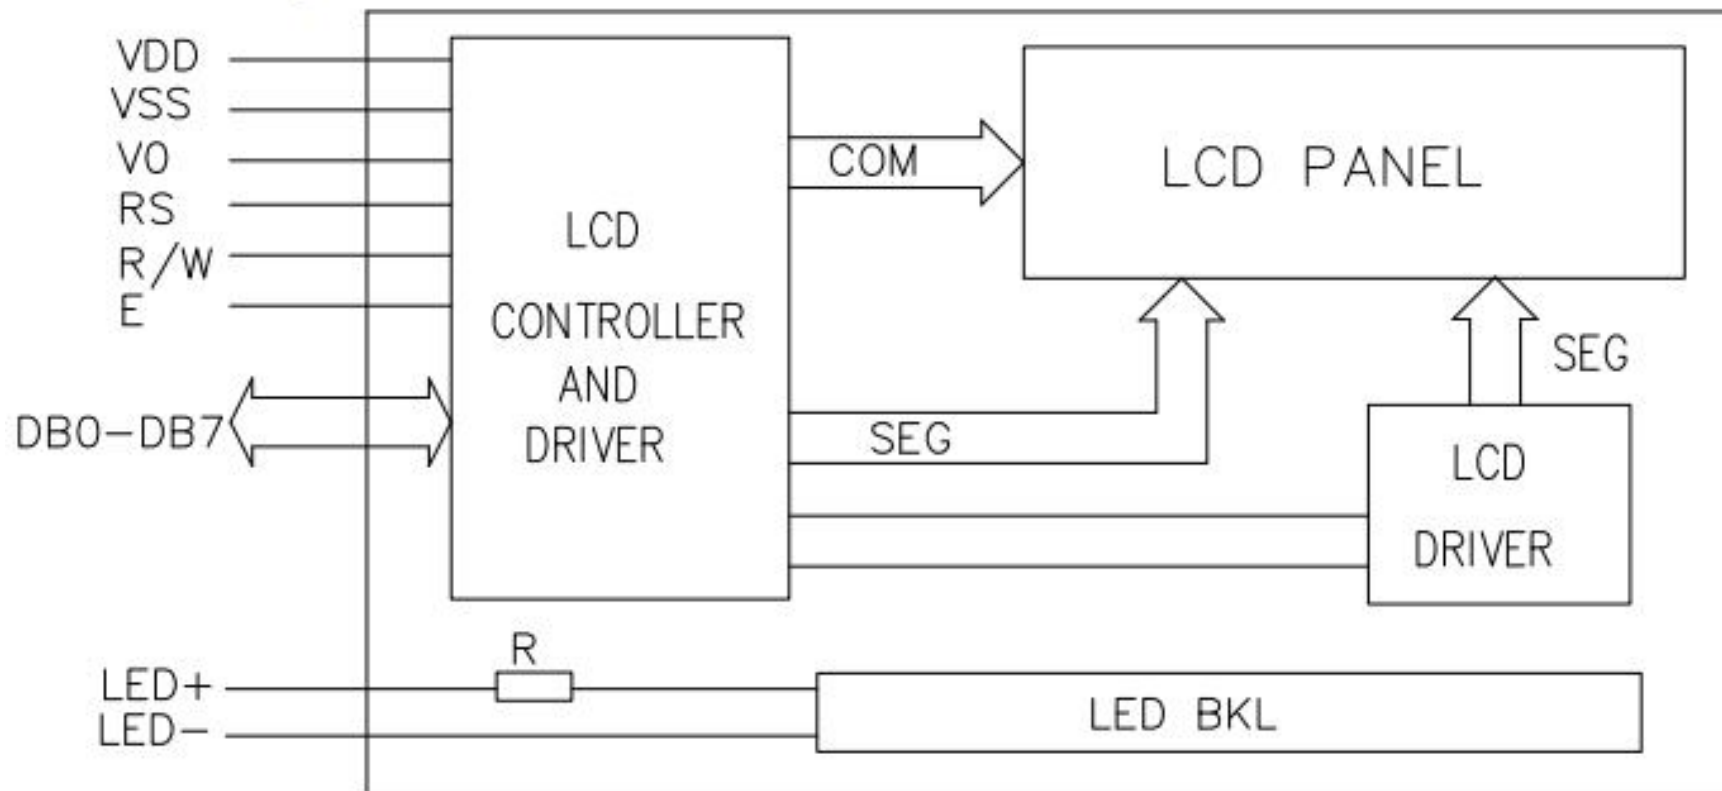 VDD
VSS
V0
RS
R/W
E
DB0-DB7
LCD
CONTROLLER
AND
DRIVER
COM
LCD PANEL
SEG
SEG
LCD
DRIVER
R
LED+
LED-
LED BKL